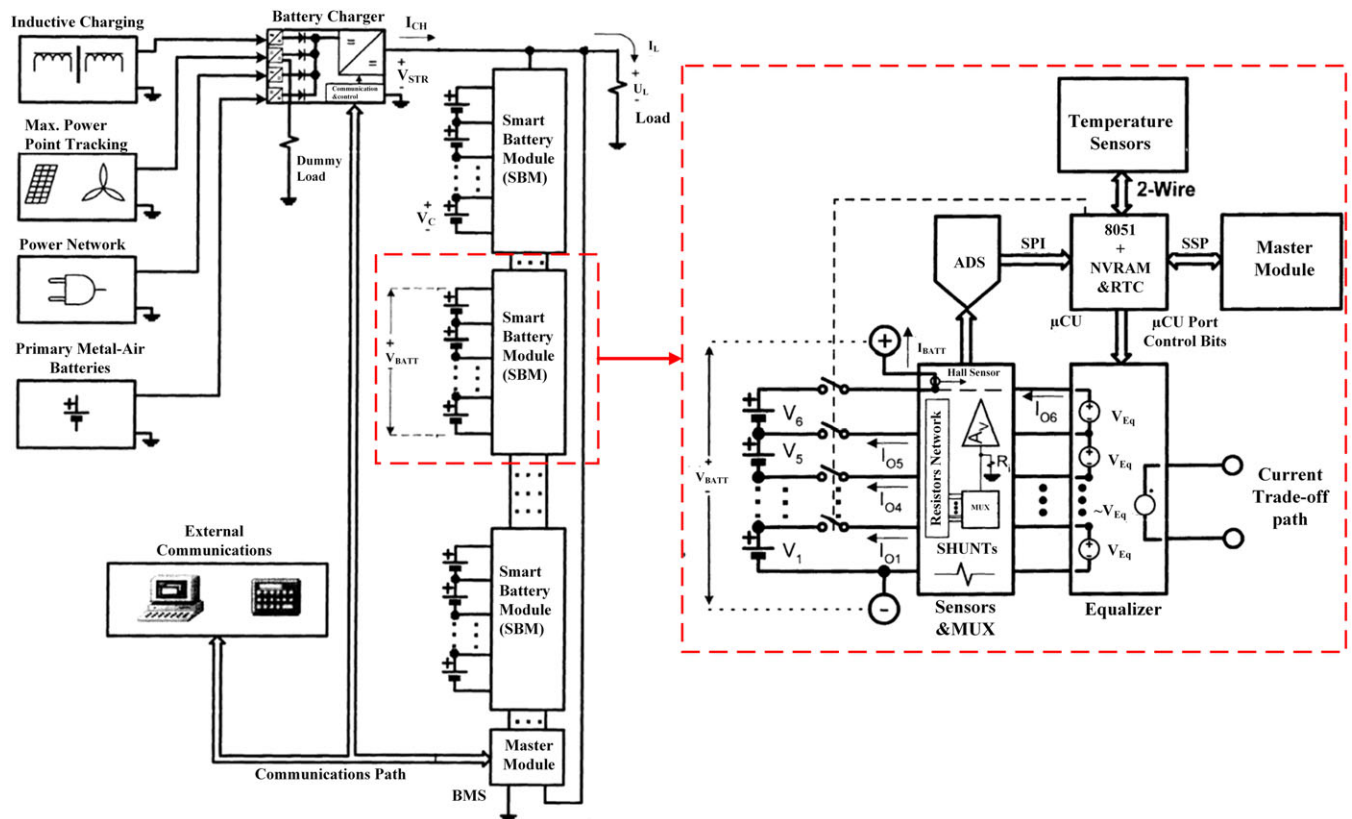 Inductive Charging
Battery Charger
I_CH
=
=
+
V_STR
-
Communication
&control
I_L
+
U_L
-
Load
Max. Power
Point Tracking
Dummy
Load
Power Network
Primary Metal-Air
Batteries
+
Smart
Battery
Module
(SBM)
+
+
+
+
V_C
-
+
V_BATT
-
Smart
Battery
Module
(SBM)
+
+
+
Smart
Battery
Module
(SBM)
+
+
+
Master
Module
BMS
External
Communications
Communications Path
Temperature
Sensors
2-Wire
8051
+
NVRAM
&RTC
SPI
SSP
Master
Module
ADS
µCU
µCU Port
Control Bits
+
I_BATT
Hall Sensor
+
V_BATT
-
+
V_6
+
V_5
+
V_1
I_O6
I_O5
I_O4
I_O1
Resistors Network
A_V
R_i
MUX
SHUNTs
Sensors
&MUX
V_Eq
V_Eq
~V_Eq
V_Eq
Equalizer
Current
Trade-off
path
-